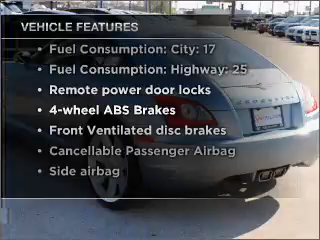 VEHICLE FEATURES
• Fuel Consumption: City: 17
• Fuel Consumption: Highway: 25
• Remote power door locks
• 4-wheel ABS Brakes
• Front Ventilated disc brakes
• Cancellable Passenger Airbag
• Side airbag